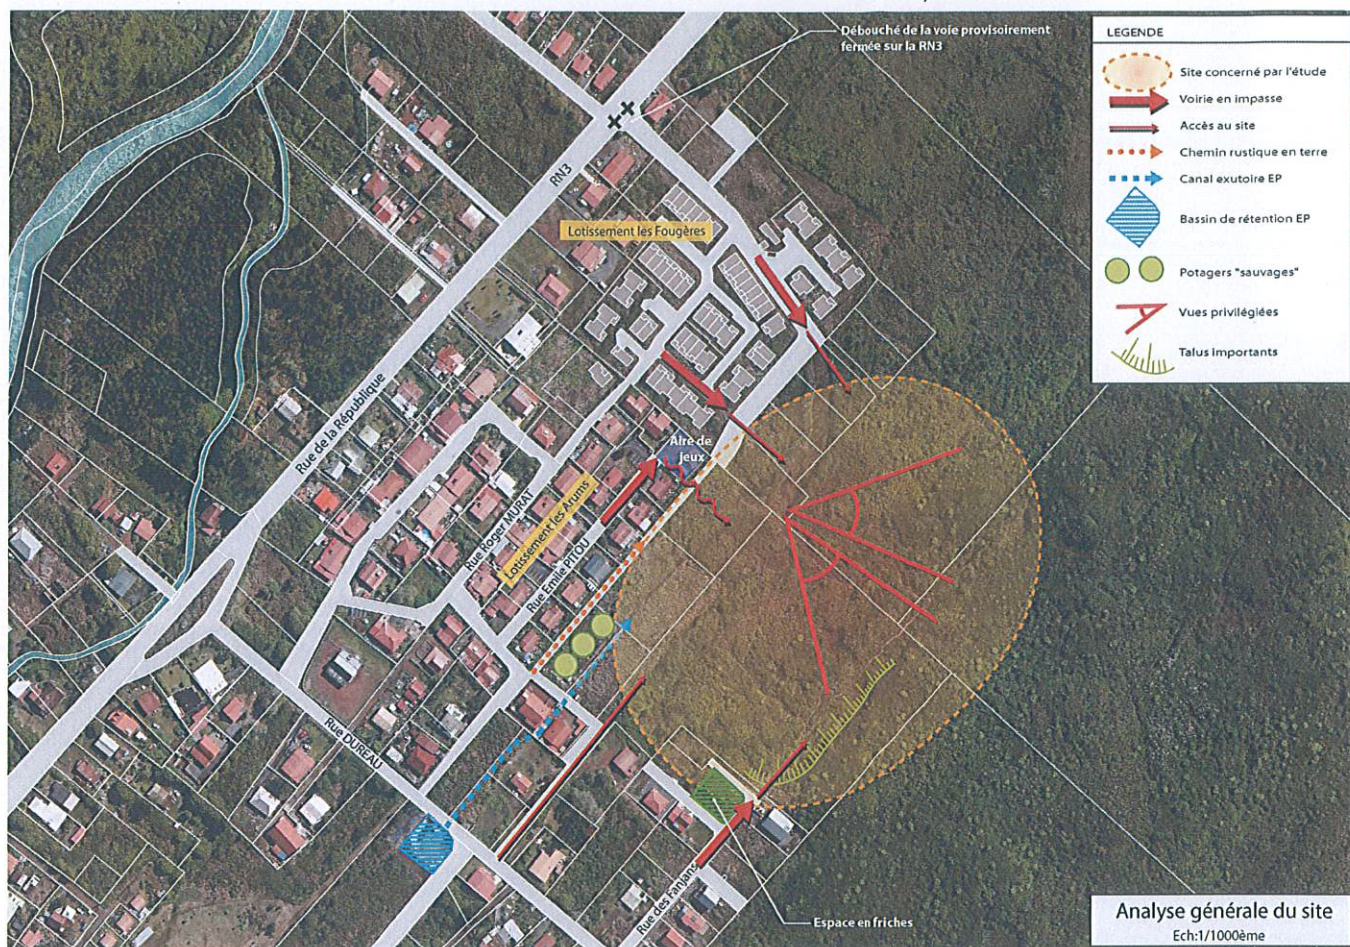 Débouché de la voie provisoirement
fermée sur la RN3
LEGENDE
Site concerné par l'étude
Voirie en impasse
Accès au site
Chemin rustique en terre
Canal exutoire EP
Bassin de rétention EP
Potagers "sauvages"
Vues privilégiées
Talus importants
RN3
Lotissement les Fougères
Rue de la République
Aire de
jeux
Rue Roger MURAT
Lotissement les Arums
Rue Emile PITOU
Rue DUREAU
Rue des Fanjans
Espace en friches
Analyse générale du site
Ech:1/1000ème